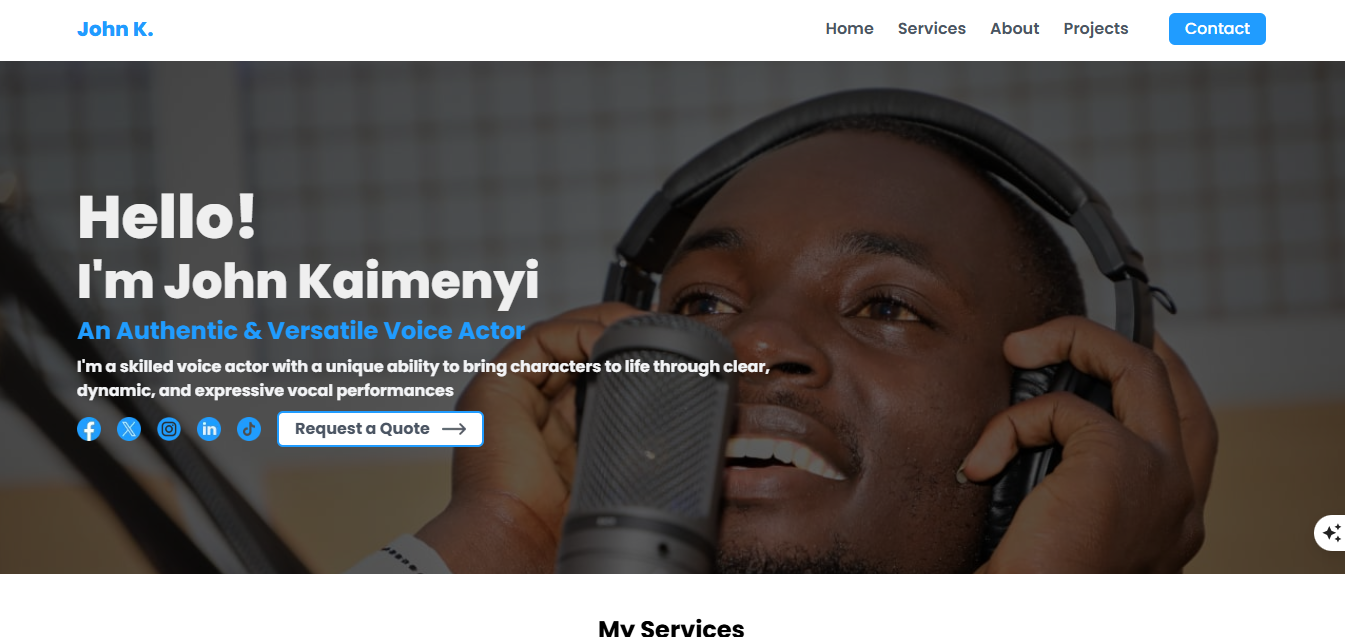 John K.
Home Services About Projects Contact
Hello!
I'm John Kaimenyi
An Authentic & Versatile Voice Actor
I'm a skilled voice actor with a unique ability to bring characters to life through clear,
dynamic, and expressive vocal performances
Request a Quote
My Services